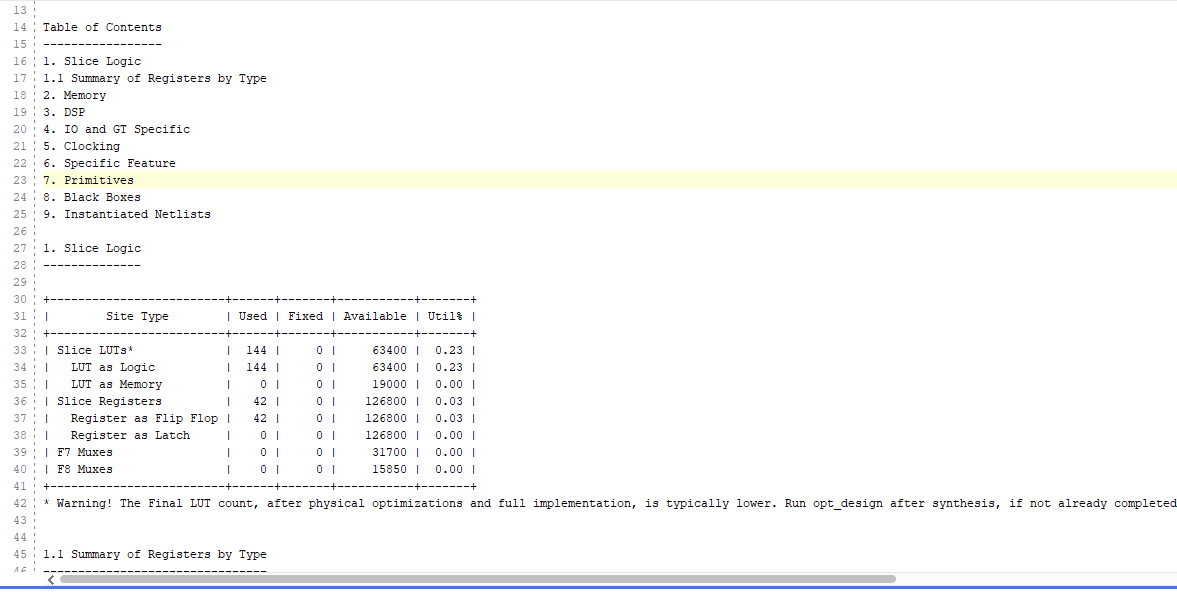 13
14 Table of Contents
15 -----------------
16 1. Slice Logic
17 1.1 Summary of Registers by Type
18 2. Memory
19 3. DSP
20 4. IO and GT Specific
21 5. Clocking
22 6. Specific Feature
23 7. Primitives
24 8. Black Boxes
25 9. Instantiated Netlists
26
27 1. Slice Logic
28 --------------
29
30 +-------------------------+------+-------+-----------+-------+
31 |        Site Type        | Used | Fixed | Available | Util% |
32 +-------------------------+------+-------+-----------+-------+
33 | Slice LUTs*             |  144 |     0 |     63400 |  0.23 |
34 |   LUT as Logic          |  144 |     0 |     63400 |  0.23 |
35 |   LUT as Memory         |    0 |     0 |     19000 |  0.00 |
36 | Slice Registers         |   42 |     0 |    126800 |  0.03 |
37 |   Register as Flip Flop |   42 |     0 |    126800 |  0.03 |
38 |   Register as Latch     |    0 |     0 |    126800 |  0.00 |
39 | F7 Muxes                |    0 |     0 |     31700 |  0.00 |
40 | F8 Muxes                |    0 |     0 |     15850 |  0.00 |
41 +-------------------------+------+-------+-----------+-------+
42 * Warning! The Final LUT count, after physical optimizations and full implementation, is typically lower. Run opt_design after synthesis, if not already completed
43
44
45 1.1 Summary of Registers by Type
46 --------------------------------